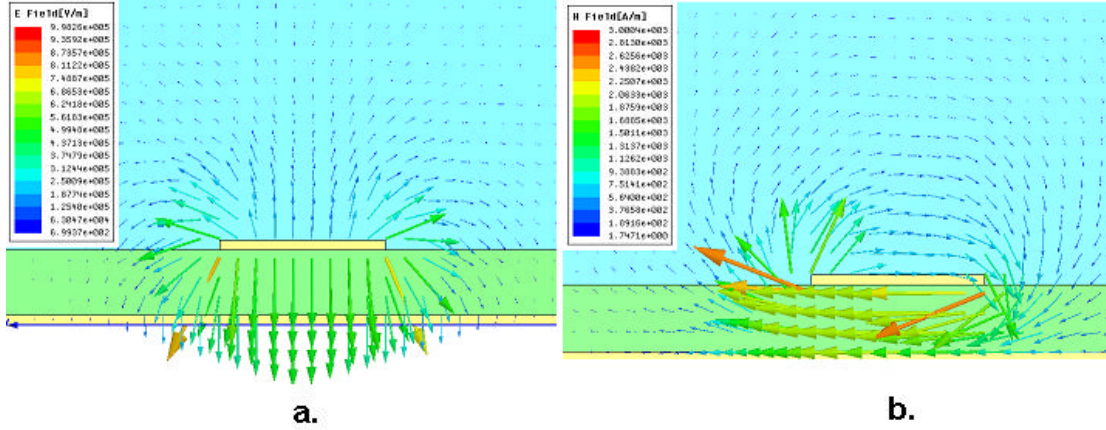 E Field[V/m]
9.9826e+005
9.3592e+005
8.7357e+005
8.1122e+005
7.4887e+005
6.8653e+005
6.2418e+005
5.6183e+005
4.9948e+005
4.3713e+005
3.7479e+005
3.1244e+005
2.5009e+005
1.8774e+005
1.2540e+005
6.3047e+004
6.9937e+002
H Field[A/m]
3.0004e+003
2.8130e+003
2.6256e+003
2.4382e+003
2.2507e+003
2.0633e+003
1.8759e+003
1.6885e+003
1.5011e+003
1.3137e+003
1.1262e+003
9.3883e+002
7.5141e+002
5.6400e+002
3.7658e+002
1.8916e+002
1.7471e+000
a.
b.